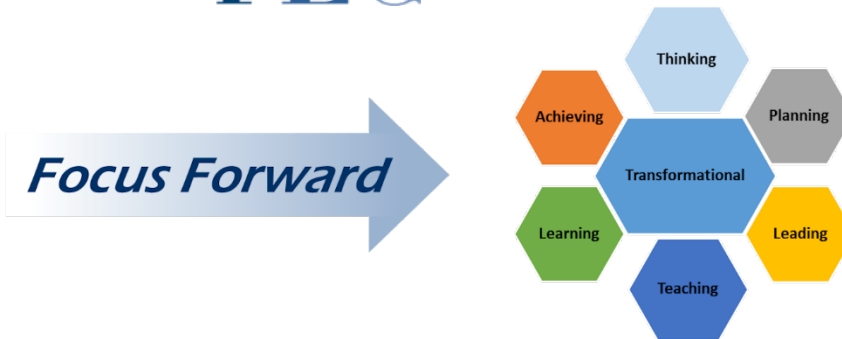 Focus Forward
Thinking
Achieving
Planning
Transformational
Learning
Leading
Teaching